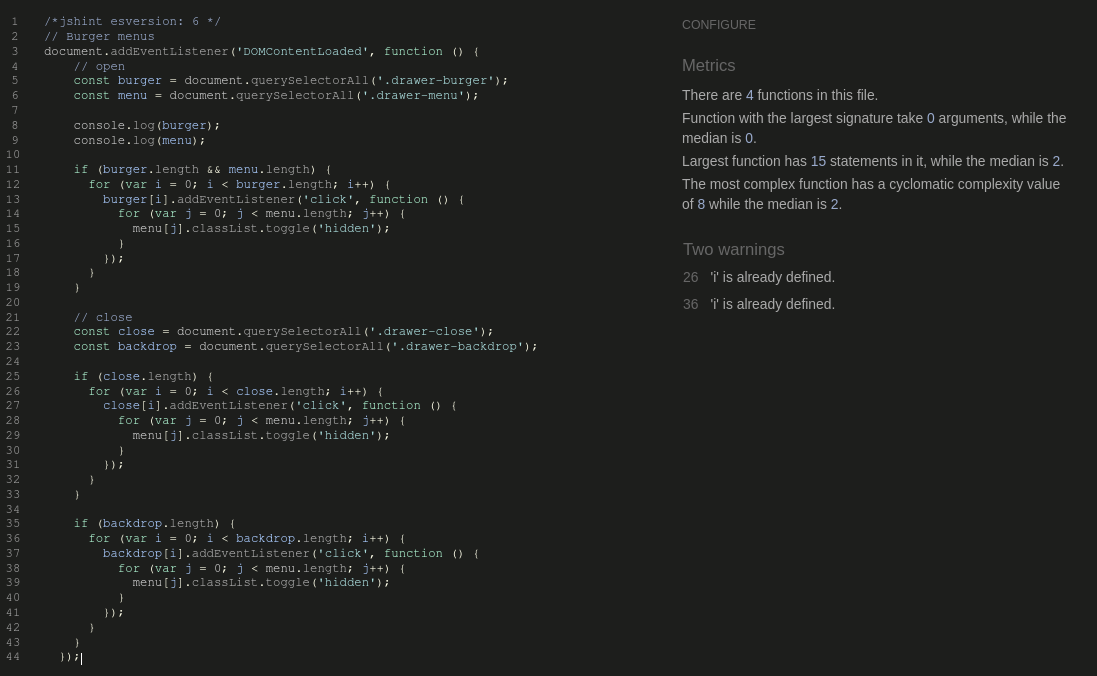 1 /*jshint esversion: 6 */
2 // Burger menus
3 document.addEventListener('DOMContentLoaded', function () {
4     // open
5     const burger = document.querySelectorAll('.drawer-burger');
6     const menu = document.querySelectorAll('.drawer-menu');
7
8     console.log(burger);
9     console.log(menu);
10
11     if (burger.length && menu.length) {
12       for (var i = 0; i < burger.length; i++) {
13         burger[i].addEventListener('click', function () {
14           for (var j = 0; j < menu.length; j++) {
15             menu[j].classList.toggle('hidden');
16           }
17         });
18       }
19     }
20
21     // close
22     const close = document.querySelectorAll('.drawer-close');
23     const backdrop = document.querySelectorAll('.drawer-backdrop');
24
25     if (close.length) {
26       for (var i = 0; i < close.length; i++) {
27         close[i].addEventListener('click', function () {
28           for (var j = 0; j < menu.length; j++) {
29             menu[j].classList.toggle('hidden');
30           }
31         });
32       }
33     }
34
35     if (backdrop.length) {
36       for (var i = 0; i < backdrop.length; i++) {
37         backdrop[i].addEventListener('click', function () {
38           for (var j = 0; j < menu.length; j++) {
39             menu[j].classList.toggle('hidden');
40           }
41         });
42       }
43     }
44   });
CONFIGURE
Metrics
There are 4 functions in this file.
Function with the largest signature take 0 arguments, while the
median is 0.
Largest function has 15 statements in it, while the median is 2.
The most complex function has a cyclomatic complexity value
of 8 while the median is 2.
Two warnings
26 'i' is already defined.
36 'i' is already defined.